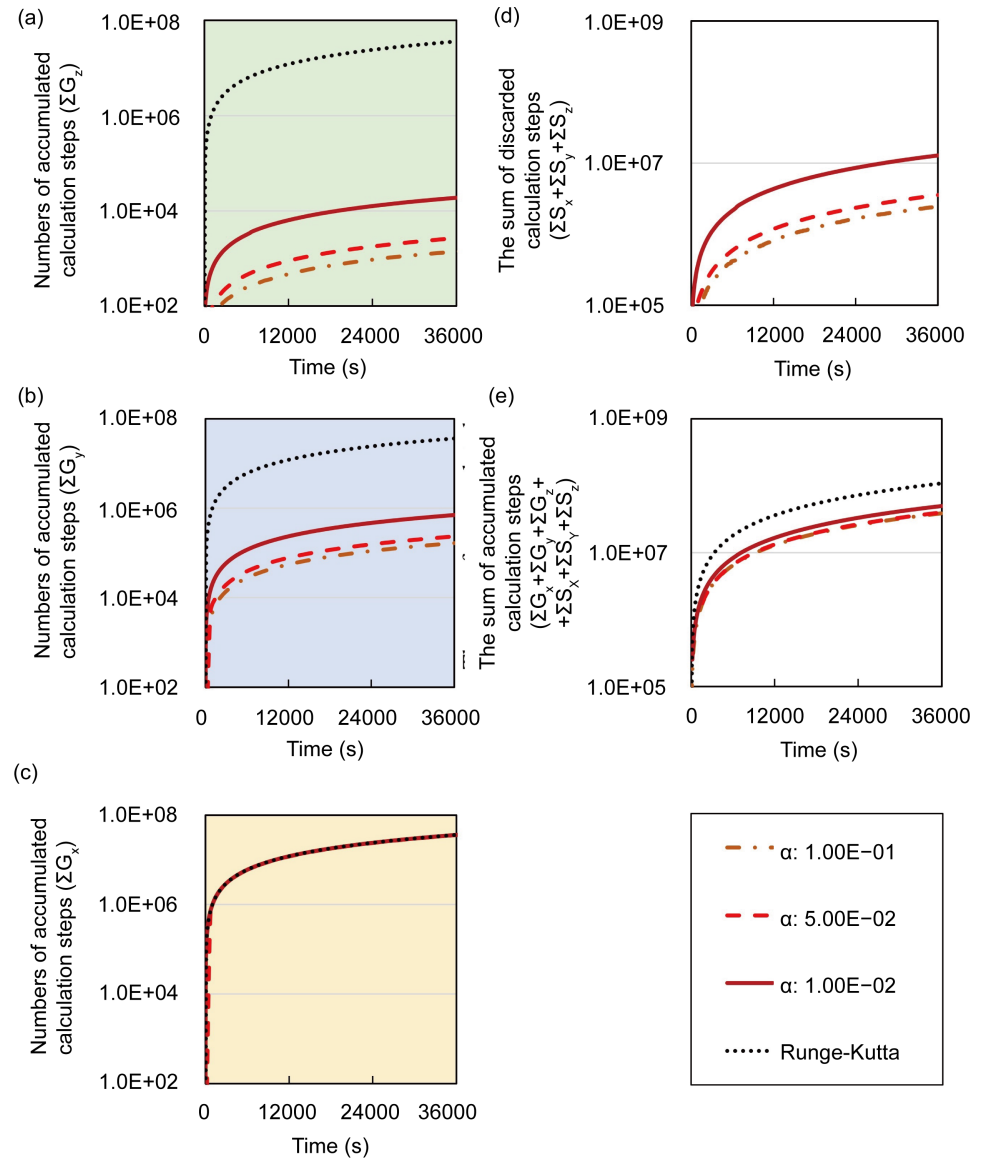 (a)
Numbers of accumulated
calculation steps (ΣGz)
1.0E+08
1.0E+06
1.0E+04
1.0E+02
0 12000 24000 36000
Time (s)
(d)
The sum of discarded
calculation steps
(ΣSx+ΣSy+ΣSz)
1.0E+09
1.0E+07
1.0E+05
0 12000 24000 36000
Time (s)
(b)
Numbers of accumulated
calculation steps (ΣGy)
1.0E+08
1.0E+06
1.0E+04
1.0E+02
0 12000 24000 36000
Time (s)
(e)
The sum of accumulated
calculation steps
(ΣGx+ΣGy+ΣGz+
+ΣSX+ΣSY+ΣSz)
1.0E+09
1.0E+07
1.0E+05
0 12000 24000 36000
Time (s)
(c)
Numbers of accumulated
calculation steps (ΣGx)
1.0E+08
1.0E+06
1.0E+04
1.0E+02
0 12000 24000 36000
Time (s)
α: 1.00E−01
α: 5.00E−02
α: 1.00E−02
Runge-Kutta